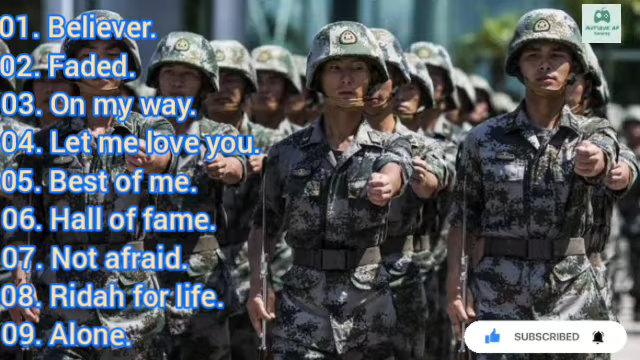 01. Believer.
02. Faded.
03. On my way.
04. Let me love you.
05. Best of me.
06. Hall of fame.
07. Not afraid.
08. Ridah for life.
09. Alone.
SUBSCRIBED